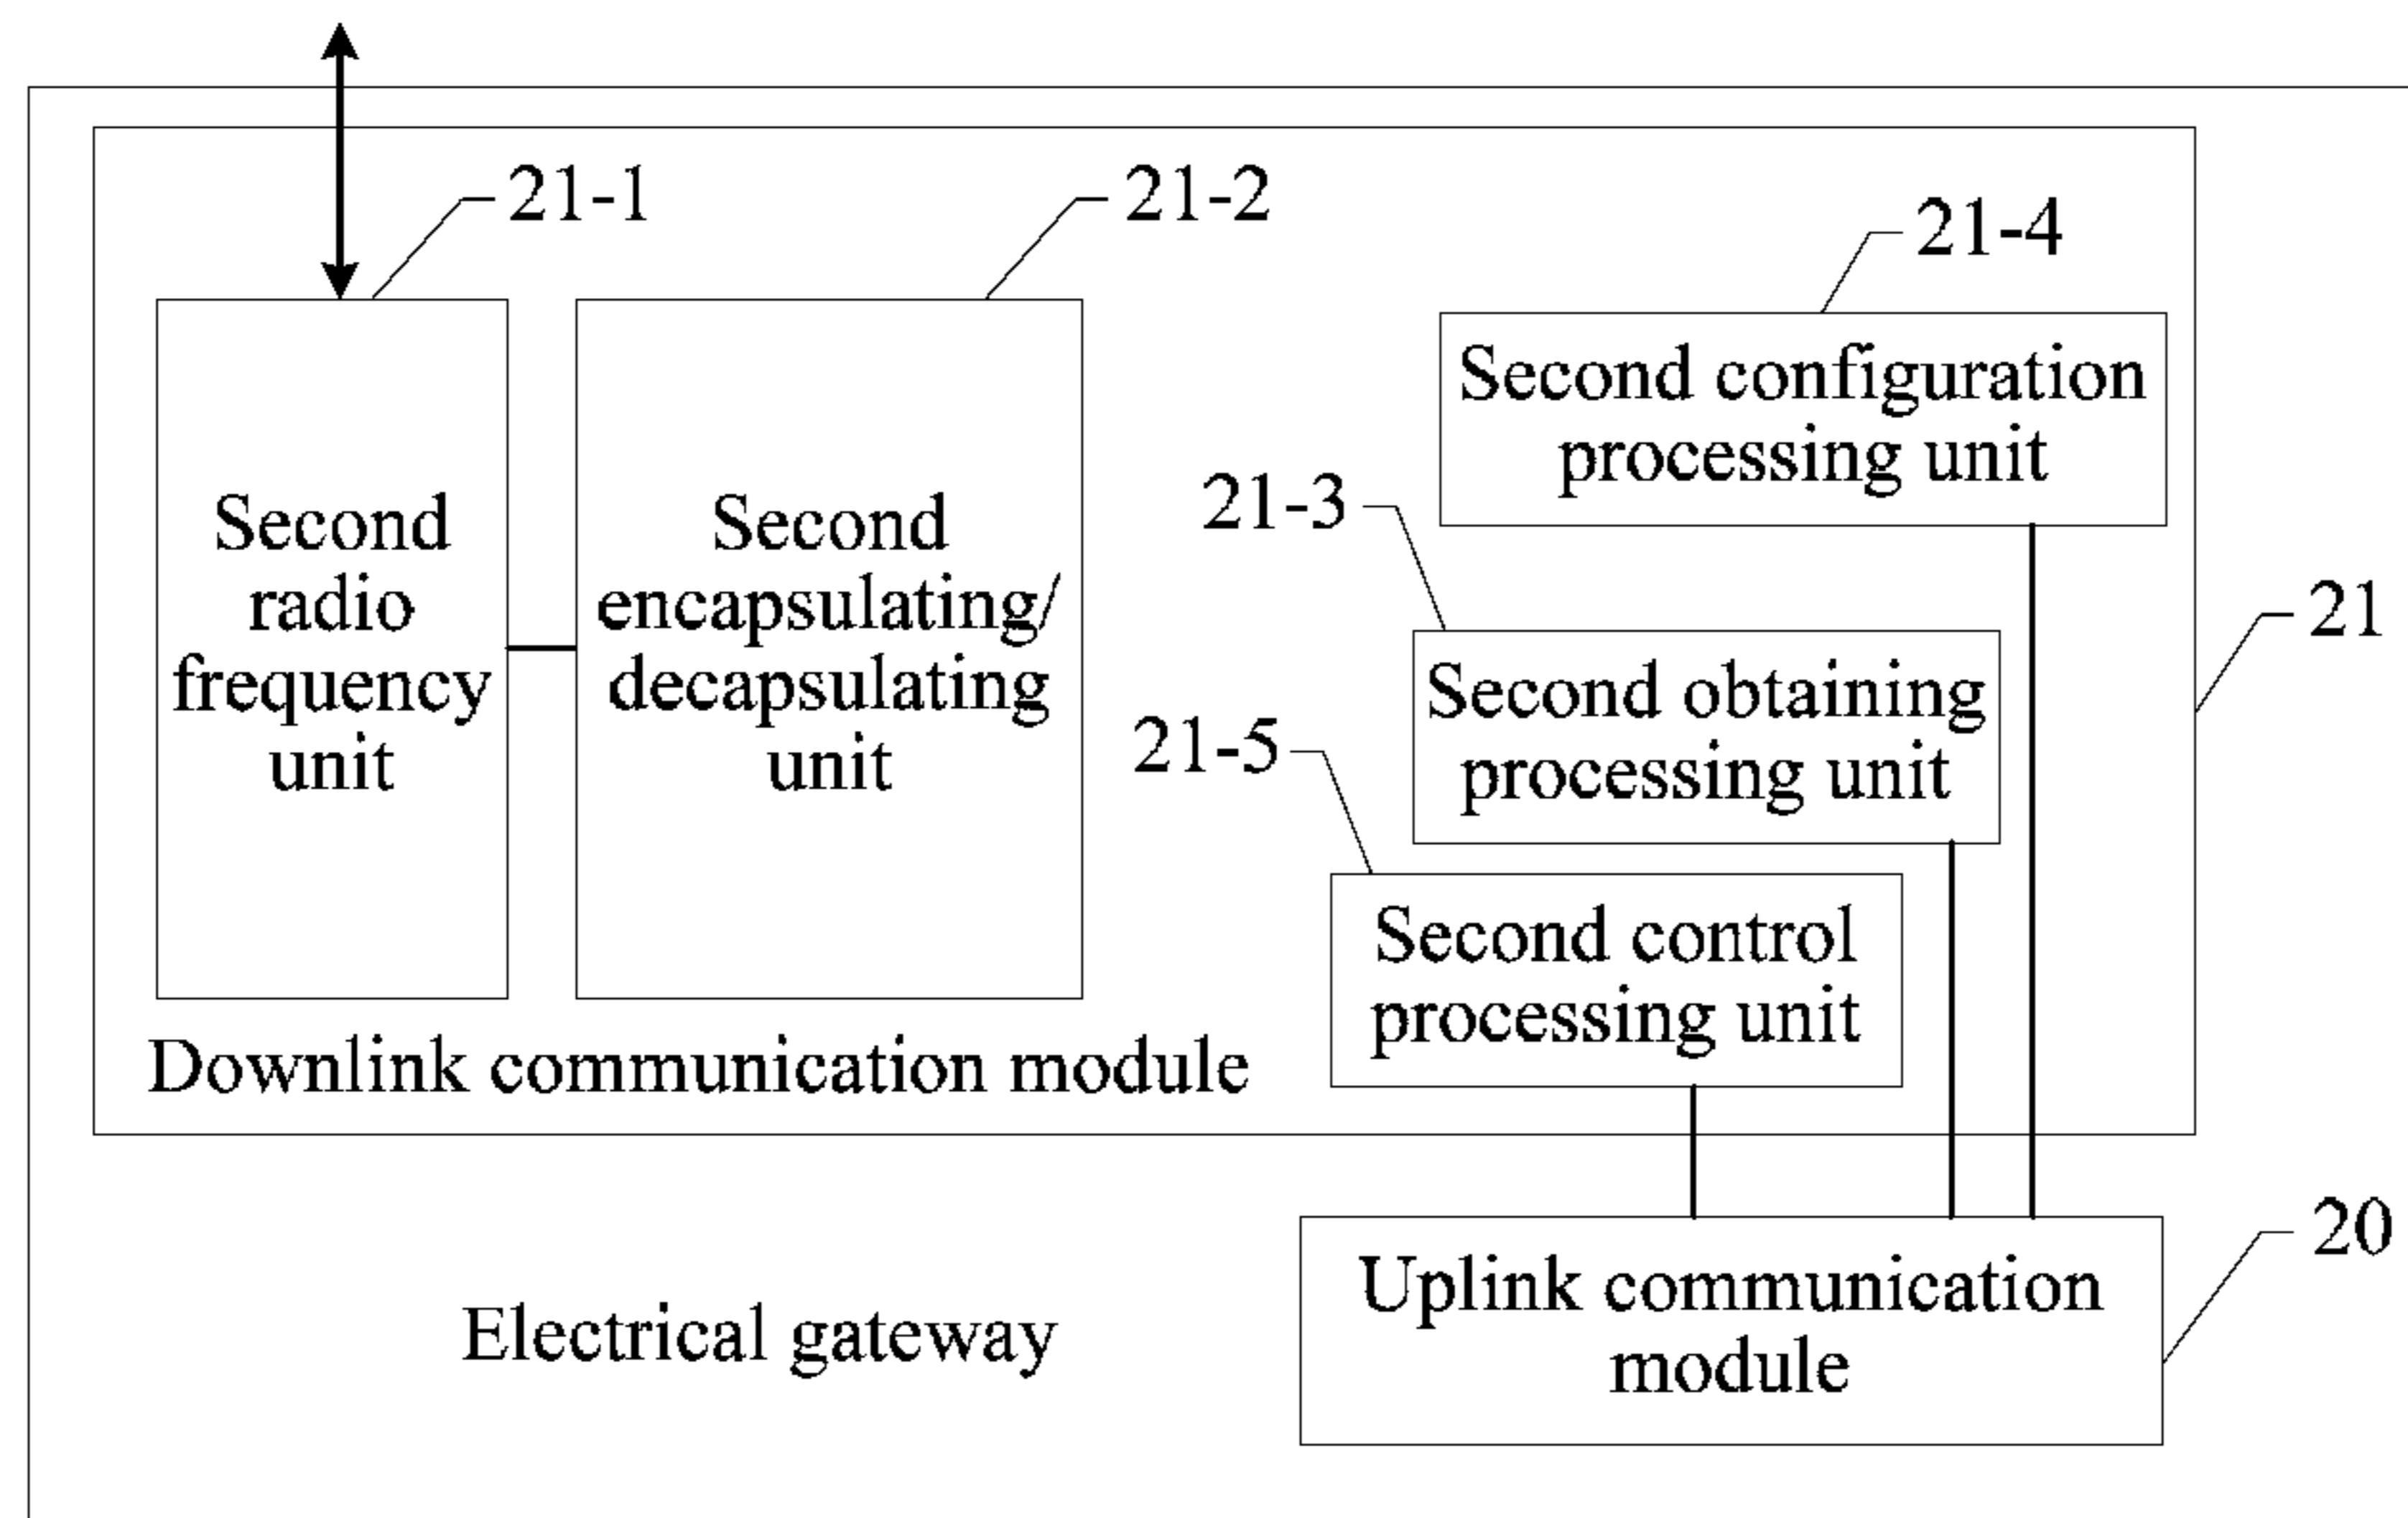 21-1
21-2
21-4
Second configuration
processing unit
21-3
Second
radio
frequency
unit
Second
encapsulating/
decapsulating
unit
21
Second obtaining
processing unit
21-5
Second control
processing unit
Downlink communication module
20
Uplink communication
module
Electrical gateway